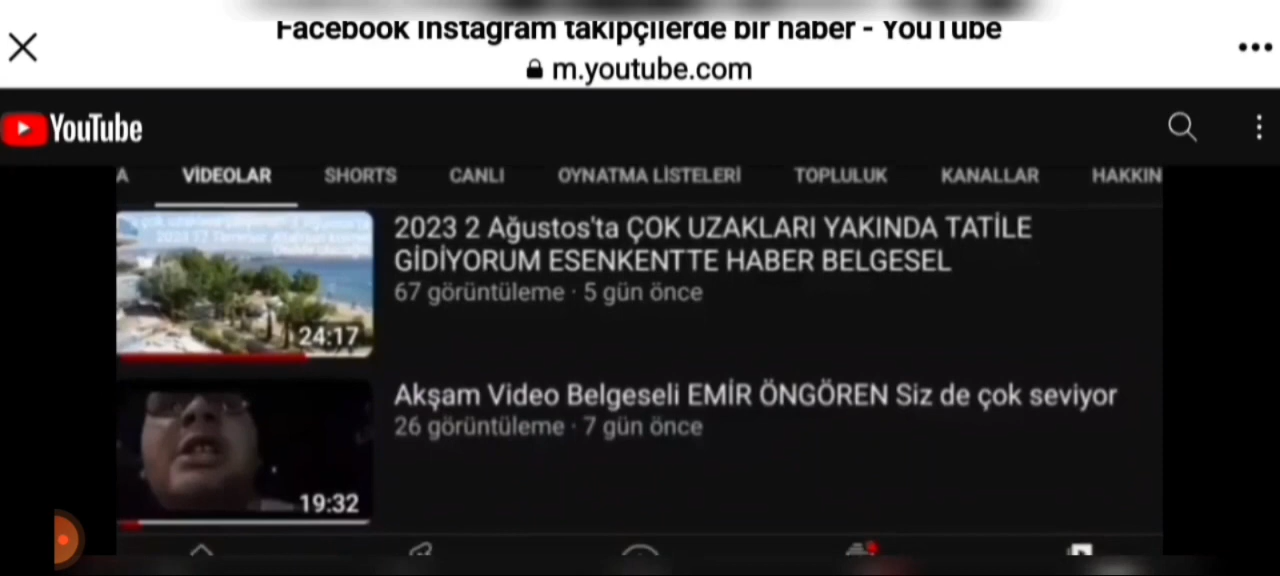 Facebook Instagram takipçilerde bir haber - YouTube
m.youtube.com
YouTube
A VİDEOLAR SHORTS CANLI OYNATMA LİSTELERİ TOPLULUK KANALLAR HAKKIN
2023 2 Ağustos'ta ÇOK UZAKLARI YAKINDA TATİLE
GİDİYORUM ESENKENTTE HABER BELGESEL
67 görüntüleme · 5 gün önce
24:17
Akşam Video Belgeseli EMİR ÖNGÖREN Siz de çok seviyor
26 görüntüleme · 7 gün önce
19:32